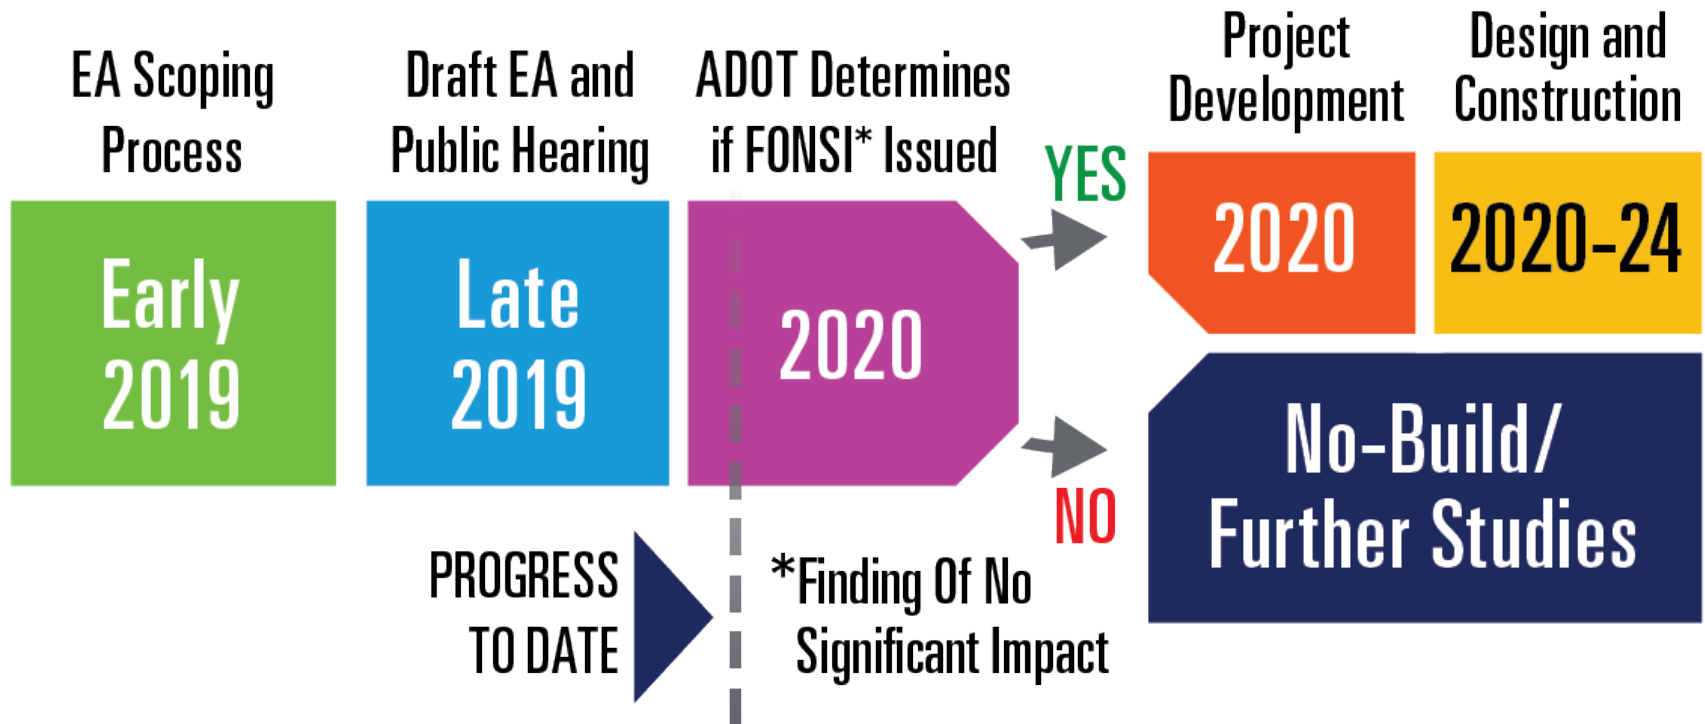 EA Scoping
Process
Early
2019
Draft EA and
Public Hearing
Late
2019
ADOT Determines
if FONSI* Issued
2020
YES
Project
Development
2020
Design and
Construction
2020-24
NO
No-Build/
Further Studies
PROGRESS
TO DATE
*Finding Of No
Significant Impact